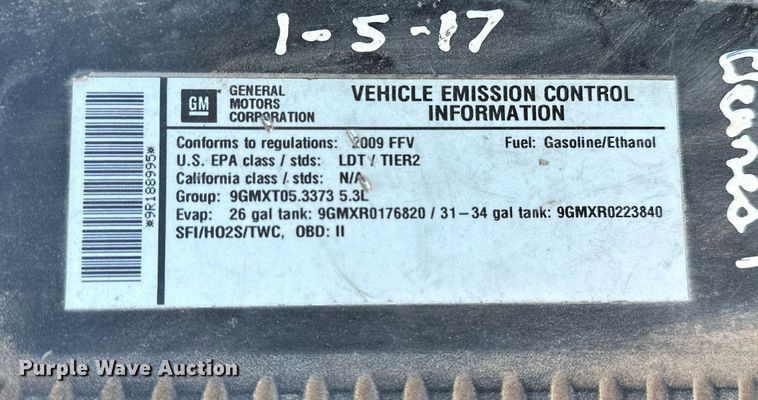 1-5-17
GM
GENERAL
MOTORS
CORPORATION
VEHICLE EMISSION CONTROL
INFORMATION
Conforms to regulations: 2009 FFV Fuel: Gasoline/Ethanol
U.S. EPA class / stds: LDT / TIER2
California class / stds: N/A
Group: 9GMXT05.3373 5.3L
Evap: 26 gal tank: 9GMXR0176820 / 31-34 gal tank: 9GMXR0223840
SFI/HO2S/TWC, OBD: II
*9R188995*
Purple Wave Auction